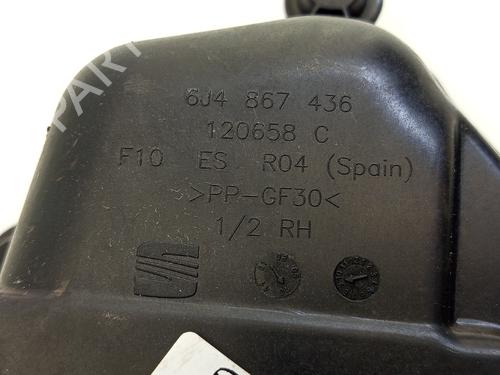 6J4 867 436
120658 C
F10 ES R04 (Spain)
>PP-GF30<
1/2 RH